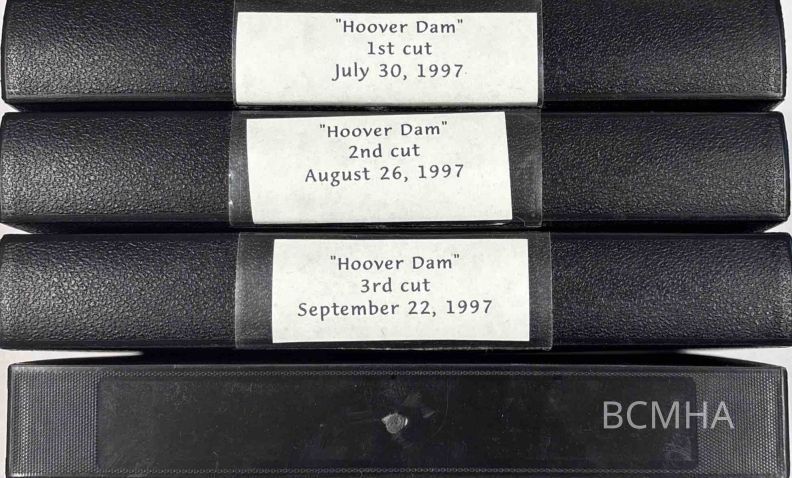 "Hoover Dam"
1st cut
July 30, 1997
"Hoover Dam"
2nd cut
August 26, 1997
"Hoover Dam"
3rd cut
September 22, 1997
BCMHA